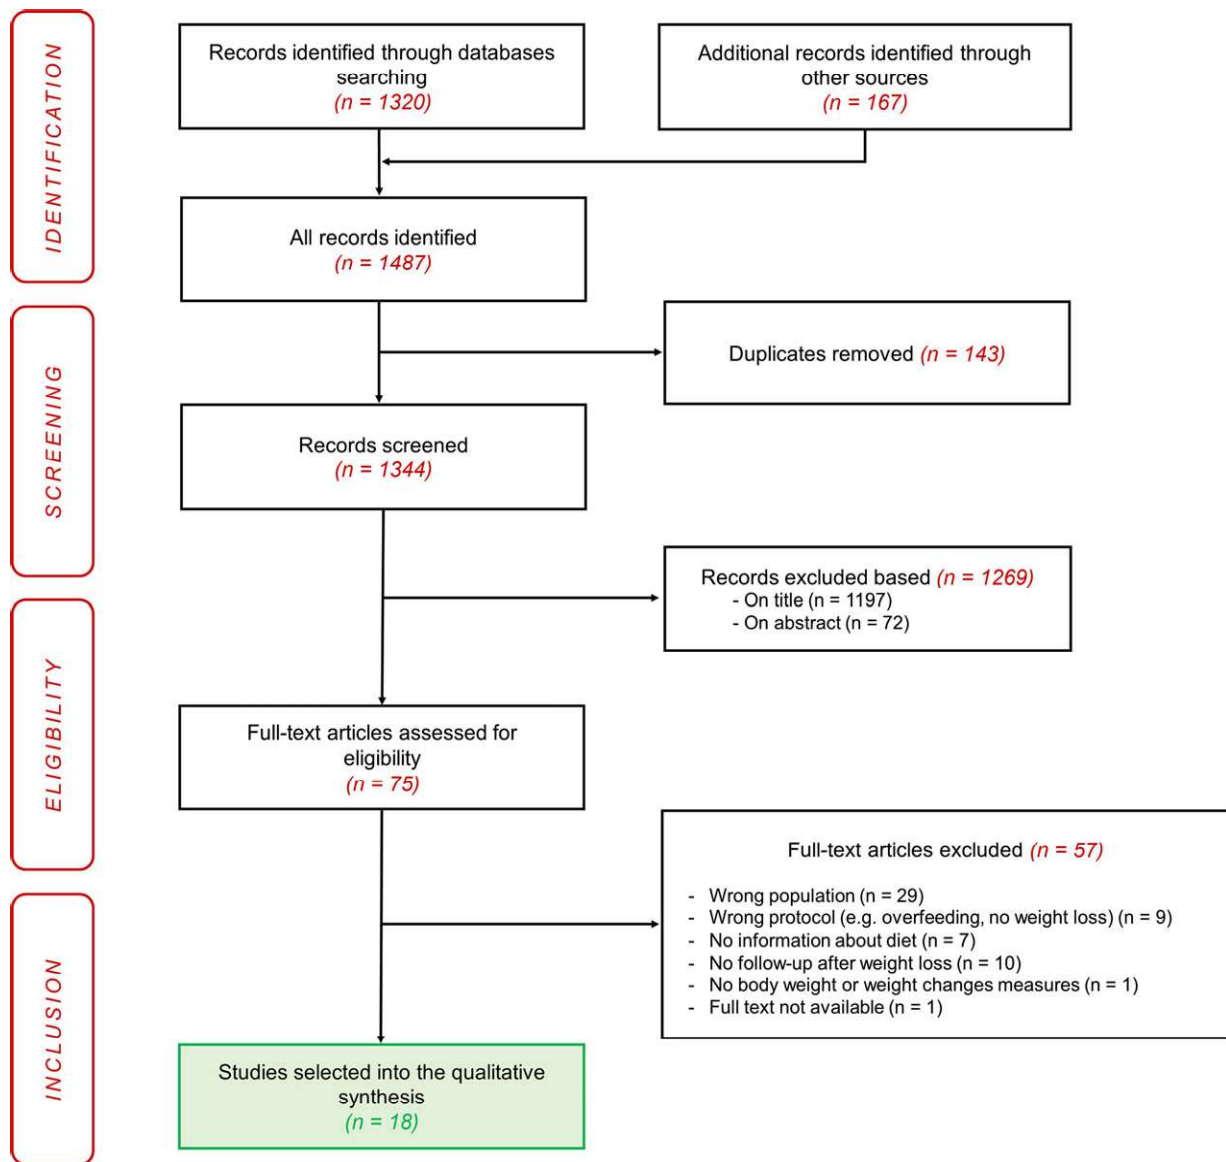 IDENTIFICATION
Records identified through databases
searching
(n = 1320)
Additional records identified through
other sources
(n = 167)
All records identified
(n = 1487)
SCREENING
Duplicates removed (n = 143)
Records screened
(n = 1344)
Records excluded based (n = 1269)
- On title (n = 1197)
- On abstract (n = 72)
ELIGIBILITY
Full-text articles assessed for
eligibility
(n = 75)
Full-text articles excluded (n = 57)
- Wrong population (n = 29)
- Wrong protocol (e.g. overfeeding, no weight loss) (n = 9)
- No information about diet (n = 7)
- No follow-up after weight loss (n = 10)
- No body weight or weight changes measures (n = 1)
- Full text not available (n = 1)
INCLUSION
Studies selected into the qualitative
synthesis
(n = 18)